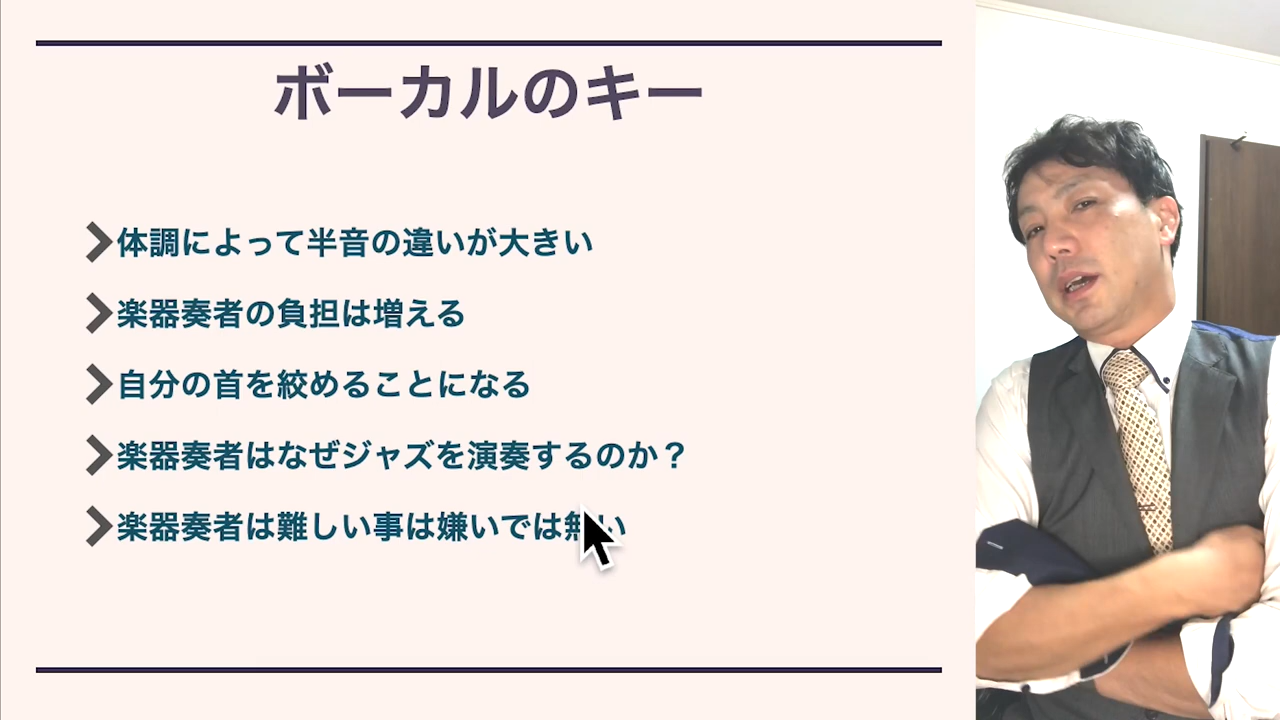 ボーカルのキー
体調によって半音の違いが大きい
楽器奏者の負担は増える
自分の首を絞めることになる
楽器奏者はなぜジャズを演奏するのか？
楽器奏者は難しい事は嫌いでは無い